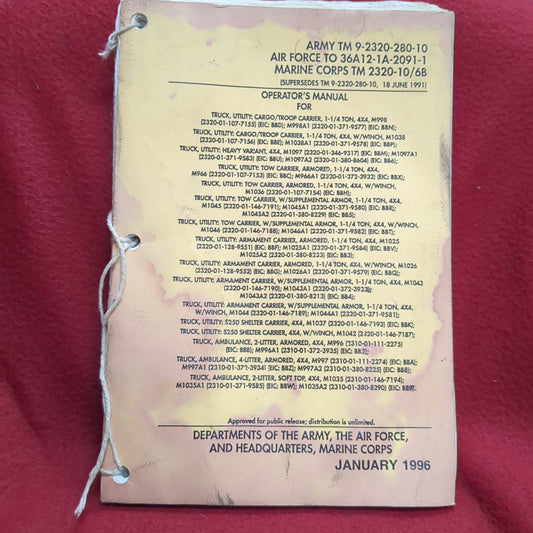 ARMY TM 9-2320-280-10
AIR FORCE TO 36A12-1A-2091-1
MARINE CORPS TM 2320-10/6B
(SUPERSEDES TM 9-2320-280-10, 18 JUNE 1991)
OPERATOR'S MANUAL
FOR
TRUCK, UTILITY: CARGO/TROOP CARRIER, 1-1/4 TON, 4X4, M998
(2320-01-107-7155) (EIC: BBD); M998A1 (2320-01-371-9577) (EIC: BBN);
TRUCK, UTILITY: CARGO/TROOP CARRIER, 1-1/4 TON, 4X4, W/WINCH, M1038
(2320-01-107-7156) (EIC: BBE); M1038A1 (2320-01-371-9578) (EIC: BBP);
TRUCK, UTILITY: HEAVY VARIANT, 4X4, M1097 (2320-01-346-9317) (EIC: BBM); M1097A1
(2320-01-371-9583) (EIC: BBU); M1097A2 (2320-01-380-8604) (EIC: BB6);
TRUCK, UTILITY: TOW CARRIER, ARMORED, 1-1/4 TON, 4X4,
M966 (2320-01-107-7153) (EIC: BBC); M966A1 (2320-01-372-3932) (EIC: BBX);
TRUCK, UTILITY: TOW CARRIER, ARMORED, 1-1/4 TON, 4X4, W/WINCH,
M1036 (2320-01-107-7154) (EIC: BBH);
TRUCK, UTILITY: TOW CARRIER, W/SUPPLEMENTAL ARMOR, 1-1/4 TON, 4X4,
M1045 (2320-01-146-7191); M1045A1 (2320-01-371-9580) (EIC: BBR);
M1045A2 (2320-01-380-8229) (EIC: BB5);
TRUCK, UTILITY: TOW CARRIER, W/SUPPLEMENTAL ARMOR, 1-1/4 TON, 4X4, W/WINCH,
M1046 (2320-01-146-7188); M1046A1 (2320-01-371-9582) (EIC: BBT);
TRUCK, UTILITY: ARMAMENT CARRIER, ARMORED, 1-1/4 TON, 4X4, M1025
(2320-01-128-9551) (EIC: BBF); M1025A1 (2320-01-371-9584) (EIC: BBV);
M1025A2 (2320-01-380-8233) (EIC: BB3);
TRUCK, UTILITY: ARMAMENT CARRIER, ARMORED, 1-1/4 TON, 4X4, W/WINCH, M1026
(2320-01-128-9552) (EIC: BBG); M1026A1 (2320-01-371-9579) (EIC: BBQ);
TRUCK, UTILITY: ARMAMENT CARRIER, W/SUPPLEMENTAL ARMOR, 1-1/4 TON, 4X4, M1043
(2320-01-146-7190); M1043A1 (2320-01-372-3933);
M1043A2 (2320-01-380-8213) (EIC: BB4);
TRUCK, UTILITY: ARMAMENT CARRIER, W/SUPPLEMENTAL ARMOR, 1-1/4 TON, 4X4,
W/WINCH, M1044 (2320-01-146-7189); M1044A1 (2320-01-371-9581);
TRUCK, UTILITY: S250 SHELTER CARRIER, 4X4, M1037 (2320-01-146-7193) (EIC: BBK);
TRUCK, UTILITY: S250 SHELTER CARRIER, 4X4, W/WINCH, M1042 (2320-01-146-7187);
TRUCK, AMBULANCE, 2-LITTER, ARMORED, 4X4, M996 (2310-01-111-2275)
(EIC: BBB); M996A1 (2310-01-372-3935) (EIC: BB2);
TRUCK, AMBULANCE, 4-LITTER, ARMORED, 4X4, M997 (2310-01-111-2274) (EIC: BBA);
M997A1 (2310-01-372-3934) (EIC: BBZ); M997A2 (2310-01-380-8225) (EIC: BB8);
TRUCK, AMBULANCE, 2-LITTER, SOFT TOP, 4X4, M1035 (2310-01-146-7194);
M1035A1 (2310-01-371-9585) (EIC: BBW); M1035A2 (2310-01-380-8290) (EIC: BB9).
Approved for public release; distribution is unlimited.
DEPARTMENTS OF THE ARMY, THE AIR FORCE,
AND HEADQUARTERS, MARINE CORPS
JANUARY 1996